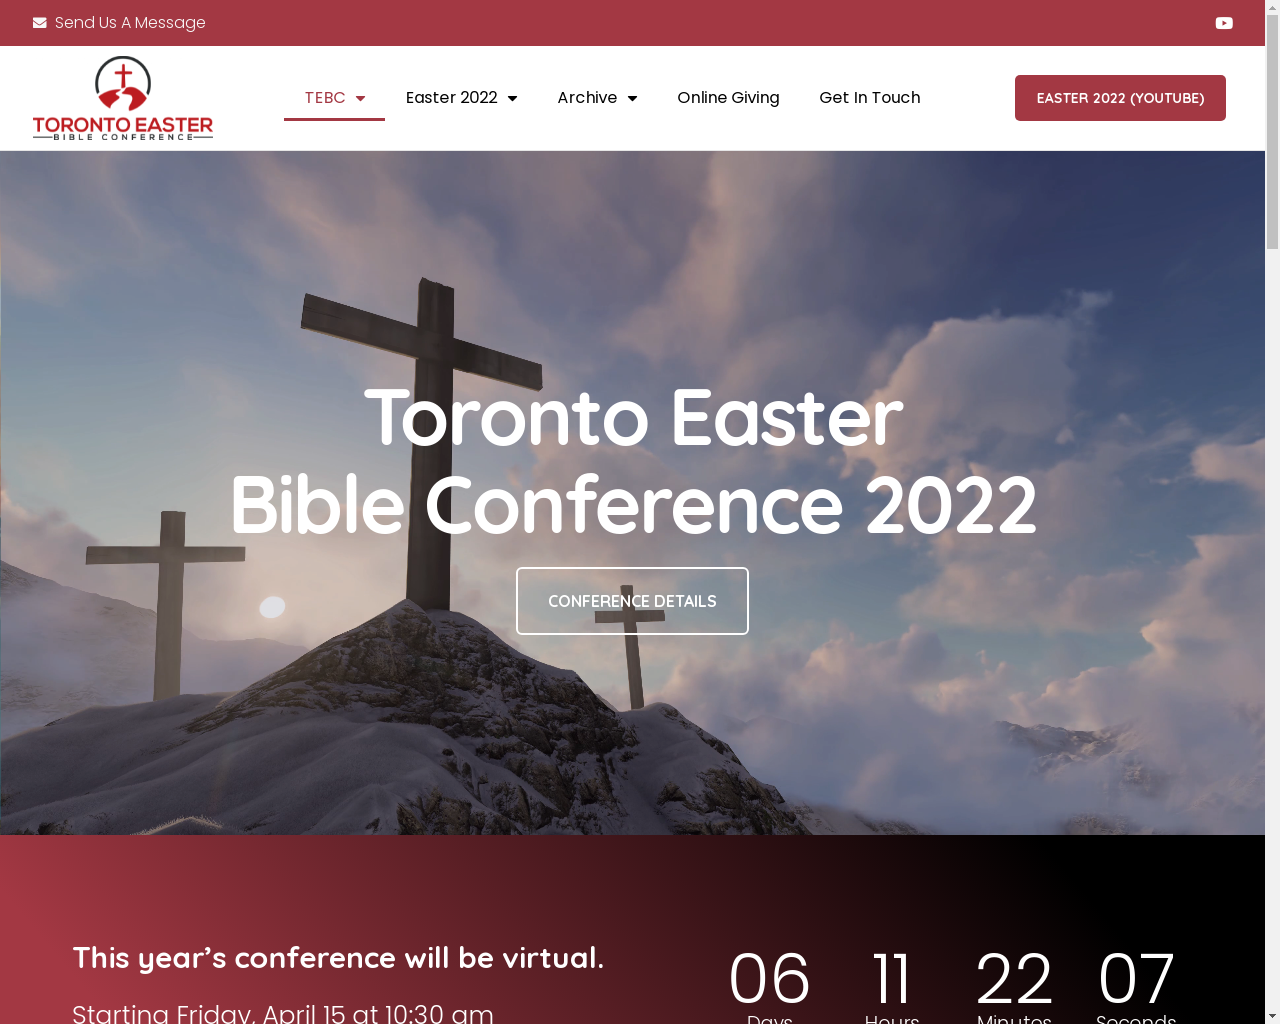 Send Us A Message
TORONTO EASTER
BIBLE CONFERENCE
TEBC
Easter 2022
Archive
Online Giving
Get In Touch
EASTER 2022 (YOUTUBE)
Toronto Easter
Bible Conference 2022
CONFERENCE DETAILS
This year’s conference will be virtual.
Starting Friday, April 15 at 10:30 am
06 11 22 07
Days Hours Minutes Seconds